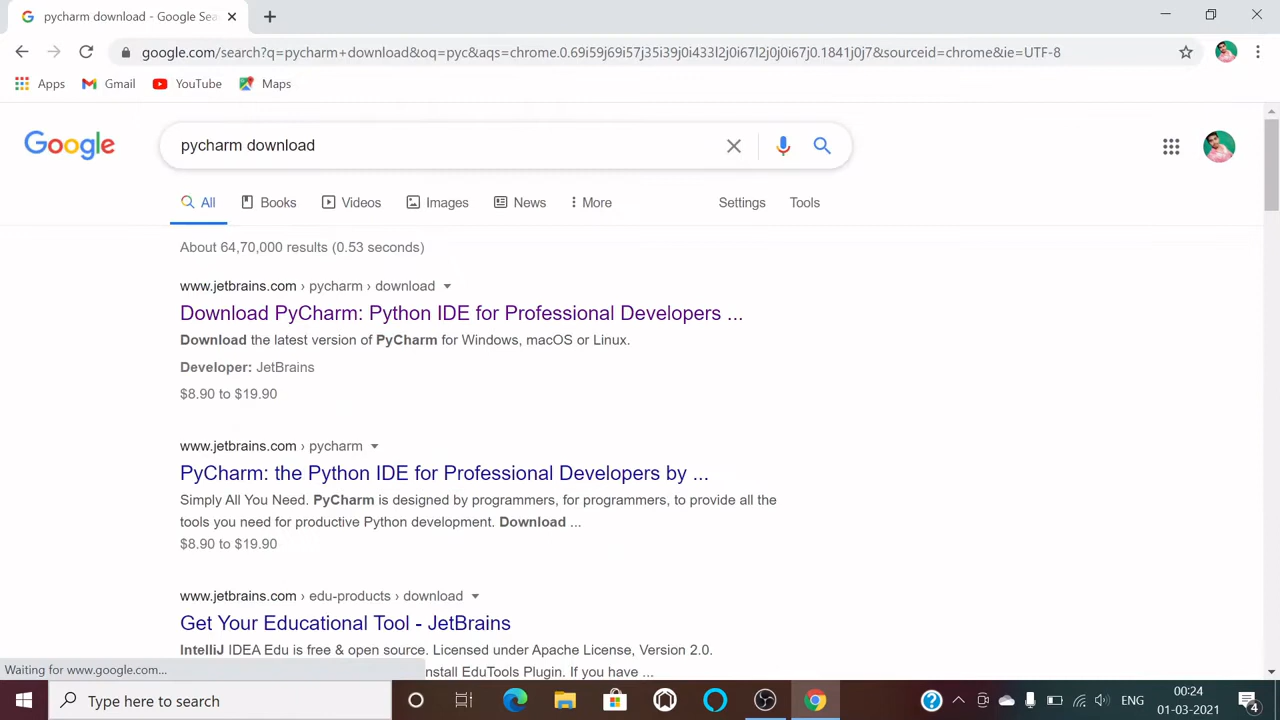 pycharm download - Google Sea
google.com/search?q=pycharm+download&oq=pyc&aqs=chrome.0.69i59j69i57j35i39j0i433l2j0i67l2j0j0i67j0.1841j0j7&sourceid=chrome&ie=UTF-8
Apps Gmail YouTube Maps
Google pycharm download
All Books Videos Images News More Settings Tools
About 64,70,000 results (0.53 seconds)
www.jetbrains.com › pycharm › download
Download PyCharm: Python IDE for Professional Developers ...
Download the latest version of PyCharm for Windows, macOS or Linux.
Developer: JetBrains
$8.90 to $19.90
www.jetbrains.com › pycharm
PyCharm: the Python IDE for Professional Developers by ...
Simply All You Need. PyCharm is designed by programmers, for programmers, to provide all the
tools you need for productive Python development. Download ...
$8.90 to $19.90
www.jetbrains.com › edu-products › download
Get Your Educational Tool - JetBrains
IntelliJ IDEA Edu is free & open source. Licensed under Apache License, Version 2.0.
Waiting for www.google.com... nstall EduTools Plugin. If you have ...
Type here to search ENG 00:24
01-03-2021 4